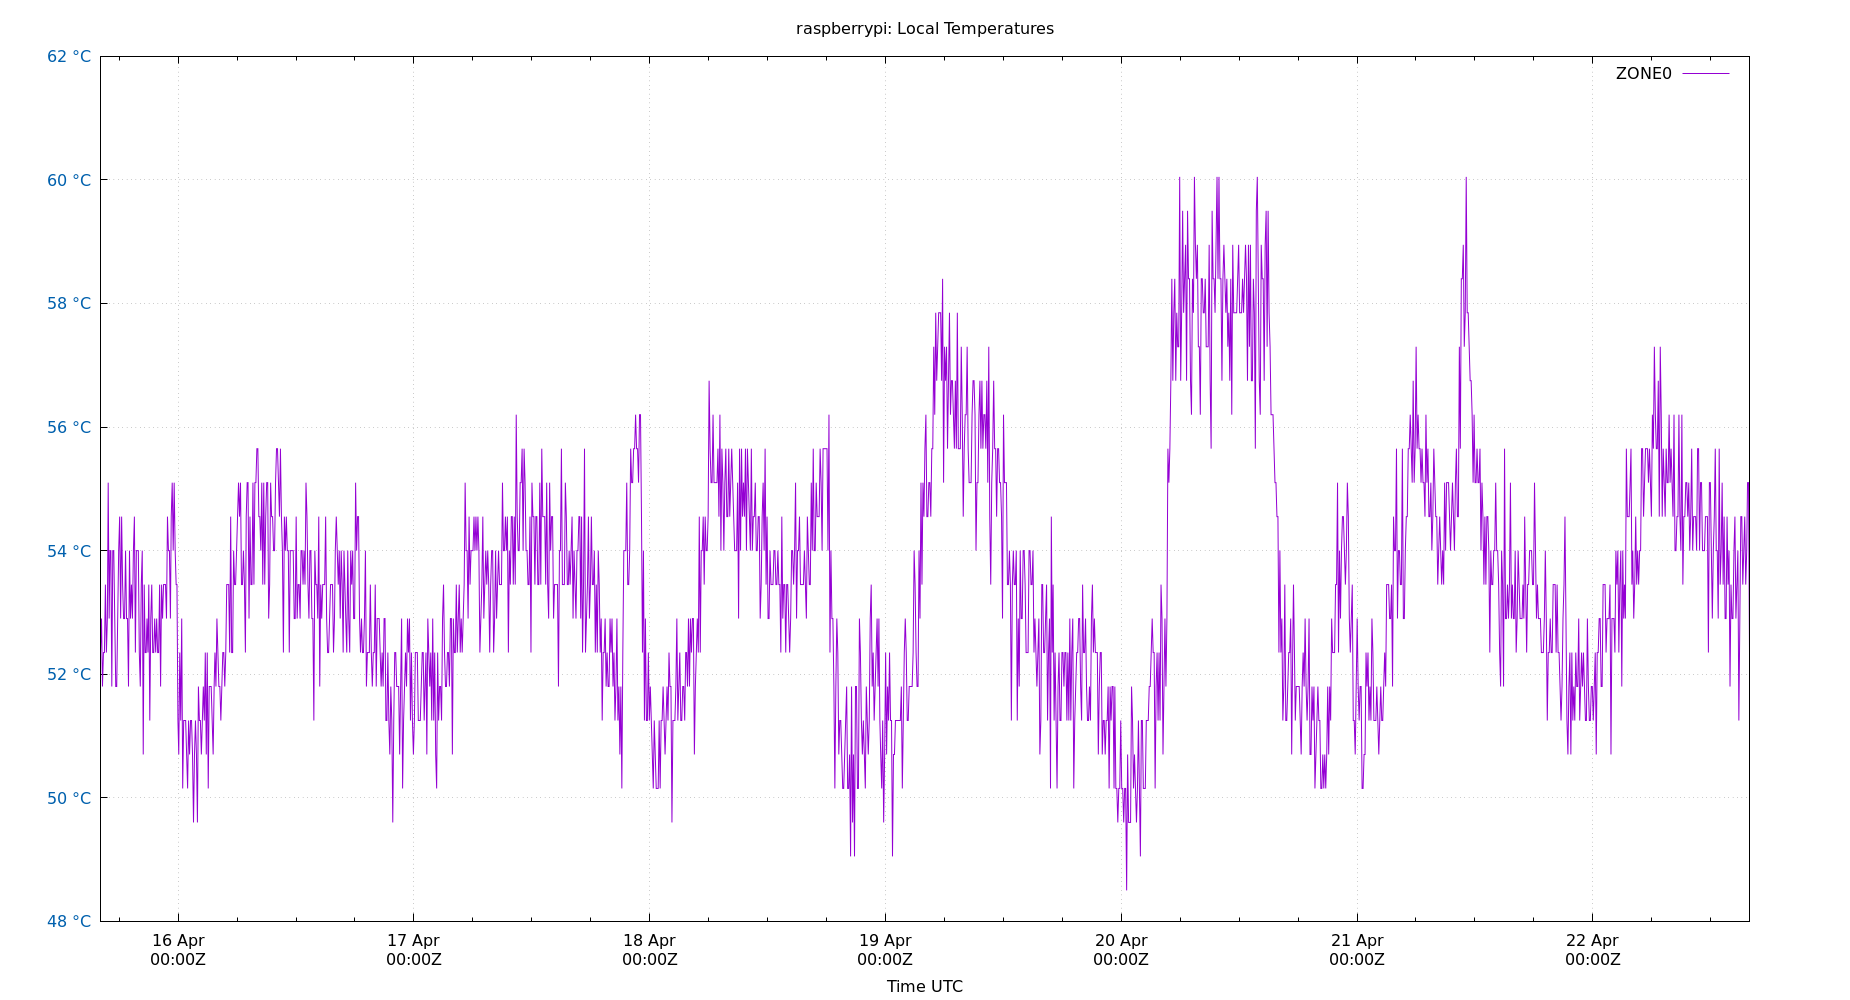 raspberrypi: Local Temperatures
62 °C
ZONE0
60 °C
58 °C
56 °C
54 °C
52 °C
50 °C
48 °C
16 Apr 17 Apr 18 Apr 19 Apr 20 Apr 21 Apr 22 Apr
00:00Z 00:00Z 00:00Z 00:00Z 00:00Z 00:00Z 00:00Z
Time UTC